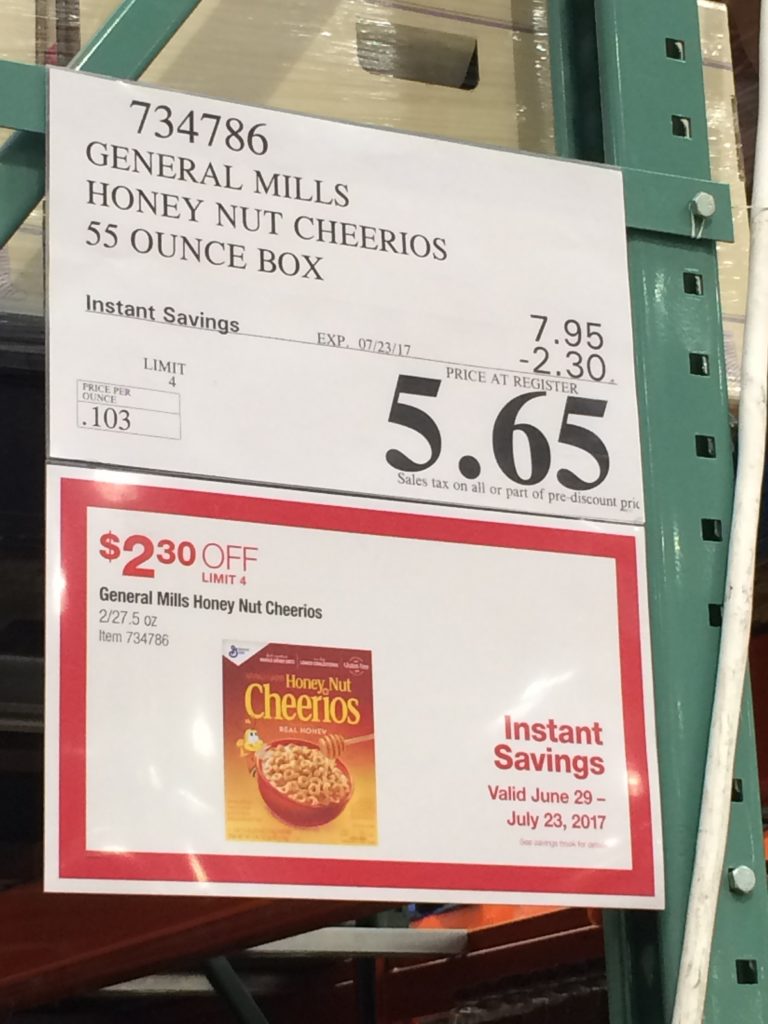 734786
GENERAL MILLS
HONEY NUT CHEERIOS
55 OUNCE BOX
Instant Savings EXP. 07/23/17 7.95
-2.30
LIMIT
4
PRICE AT REGISTER
PRICE PER
OUNCE
.103
5.65
Sales tax on all or part of pre-discount pric
$2.30 OFF
LIMIT 4
General Mills Honey Nut Cheerios
2/27.5 oz
Item 734786
Honey Nut
Cheerios
REAL HONEY
Instant
Savings
Valid June 29 –
July 23, 2017